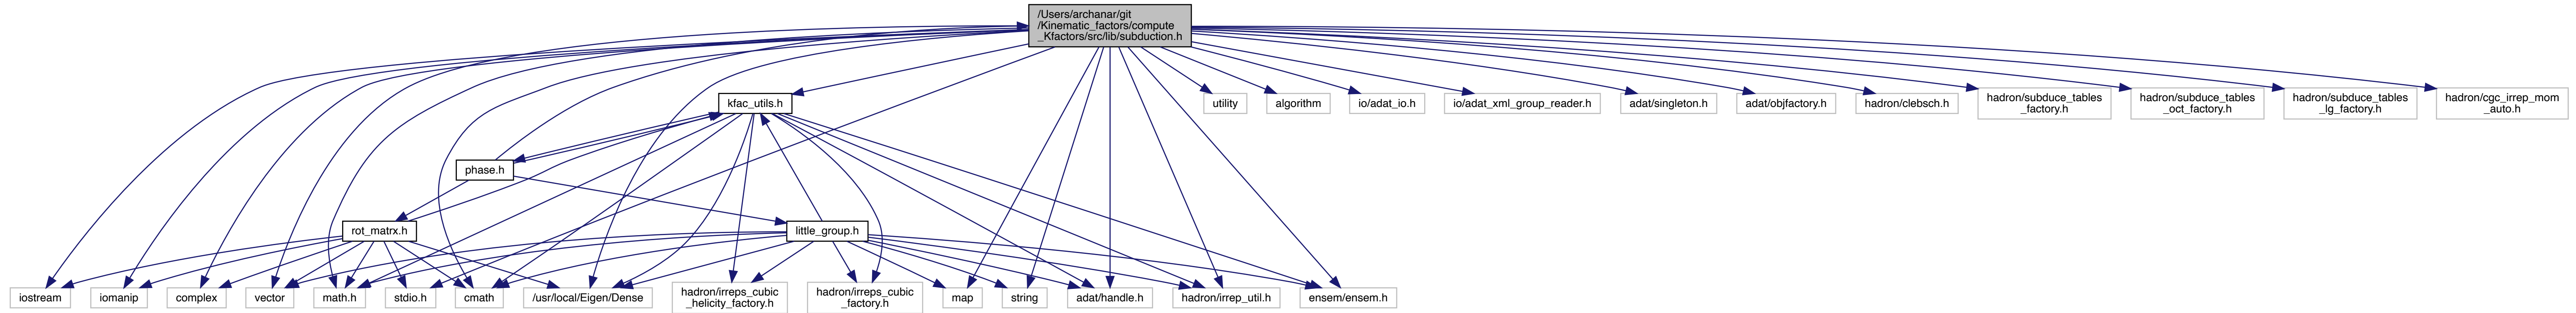 /Users/archanar/git
/Kinematic_factors/compute
_Kfactors/src/lib/subduction.h
kfac_utils.h
utility
algorithm
io/adat_io.h
io/adat_xml_group_reader.h
adat/singleton.h
adat/objfactory.h
hadron/clebsch.h
hadron/subduce_tables
_factory.h
hadron/subduce_tables
_oct_factory.h
hadron/subduce_tables
_lg_factory.h
hadron/cgc_irrep_mom
_auto.h
phase.h
rot_matrx.h
little_group.h
iostream
iomanip
complex
vector
math.h
stdio.h
cmath
/usr/local/Eigen/Dense
hadron/irreps_cubic
_helicity_factory.h
hadron/irreps_cubic
_factory.h
map
string
adat/handle.h
hadron/irrep_util.h
ensem/ensem.h